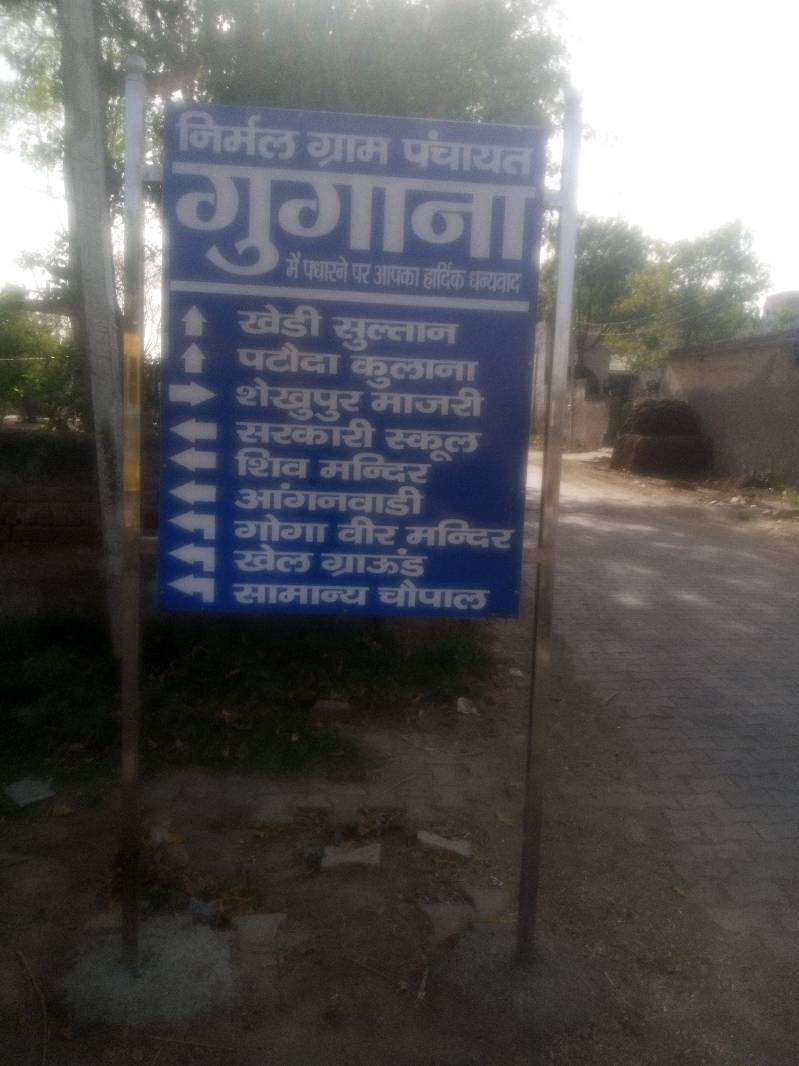 निर्मल ग्राम पंचायत
गुगाना
में पधारने पर आपका हार्दिक धन्यवाद
खेडी सुल्तान
पटौदा कुलाना
शेखुपुर माजरी
सरकारी स्कूल
शिव मन्दिर
आंगनवाडी
गोगा वीर मन्दिर
खेल ग्राऊंड
सामान्य चौपाल